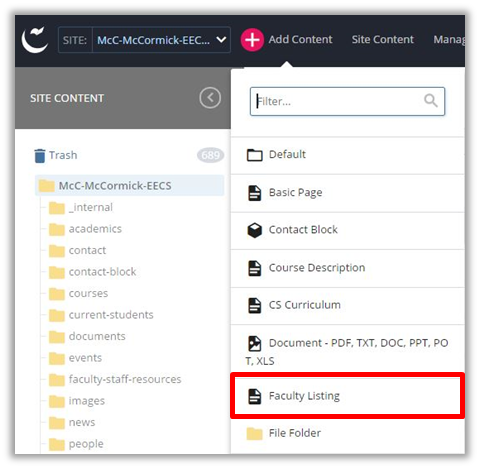 SITE: McC-McCormick-EEC... Add Content Site Content Manag
SITE CONTENT
Filter...
Trash 689
McC-McCormick-EECS
_internal
academics
contact
contact-block
courses
current-students
documents
events
faculty-staff-resources
images
news
people
Default
Basic Page
Contact Block
Course Description
CS Curriculum
Document - PDF, TXT, DOC, PPT, PO
T, XLS
Faculty Listing
File Folder